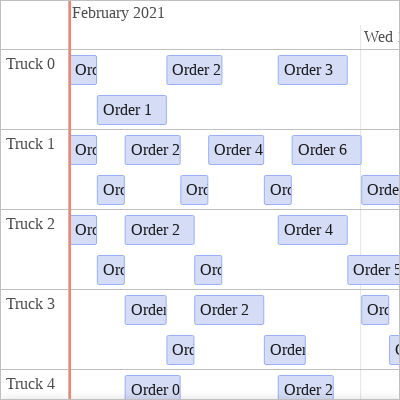 February 2021
Wed
Truck 0
Ord
Order 2
Order 3
Order 1
Truck 1
Ord
Order 2
Order 4
Order 6
Ord
Ord
Ord
Orde
Truck 2
Ord
Order 2
Order 4
Ord
Ord
Order 5
Truck 3
Order
Order 2
Ord
Ord
Order
Truck 4
Order 0
Order 2